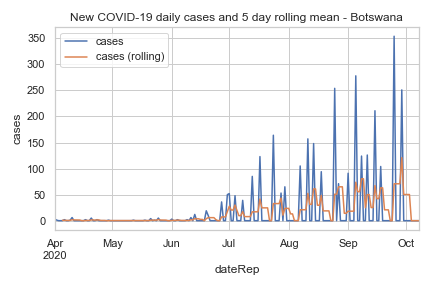 New COVID-19 daily cases and 5 day rolling mean - Botswana
cases
cases (rolling)
350
300
250
200
150
100
50
0
cases
Apr
2020
May
Jun
Jul
Aug
Sep
Oct
dateRep